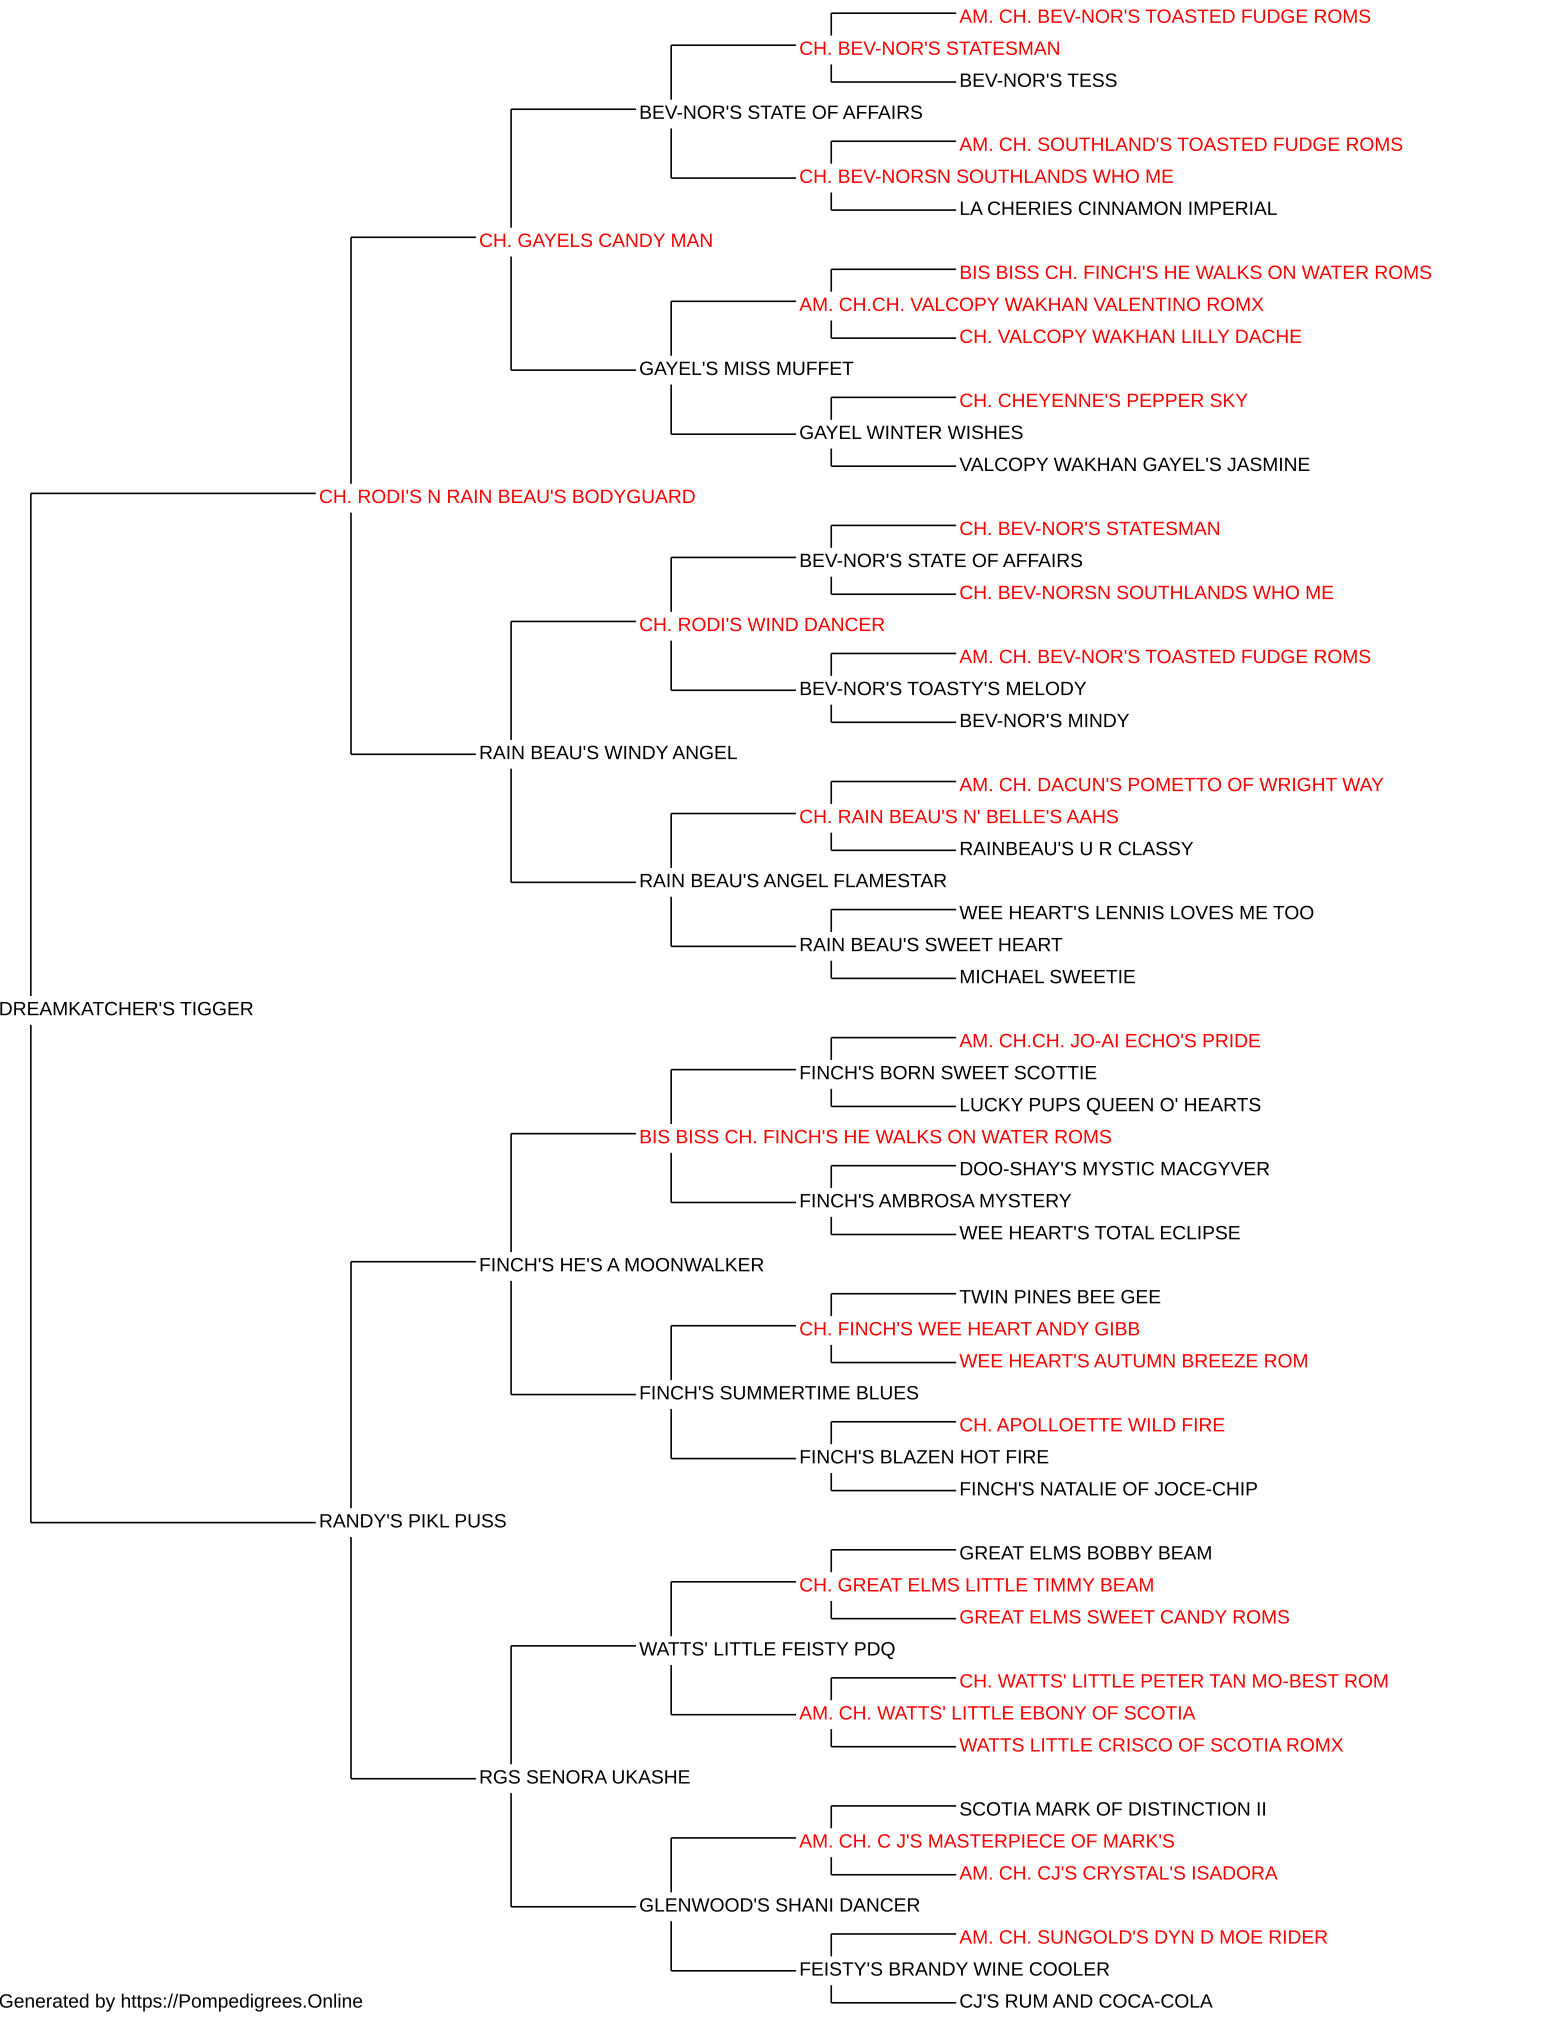 AM. CH. BEV-NOR'S TOASTED FUDGE ROMS
CH. BEV-NOR'S STATESMAN
BEV-NOR'S TESS
BEV-NOR'S STATE OF AFFAIRS
AM. CH. SOUTHLAND'S TOASTED FUDGE ROMS
CH. BEV-NORSN SOUTHLANDS WHO ME
LA CHERIES CINNAMON IMPERIAL
CH. GAYELS CANDY MAN
BIS BISS CH. FINCH'S HE WALKS ON WATER ROMS
AM. CH.CH. VALCOPY WAKHAN VALENTINO ROMX
CH. VALCOPY WAKHAN LILLY DACHE
GAYEL'S MISS MUFFET
CH. CHEYENNE'S PEPPER SKY
GAYEL WINTER WISHES
VALCOPY WAKHAN GAYEL'S JASMINE
CH. RODI'S N RAIN BEAU'S BODYGUARD
CH. BEV-NOR'S STATESMAN
BEV-NOR'S STATE OF AFFAIRS
CH. BEV-NORSN SOUTHLANDS WHO ME
CH. RODI'S WIND DANCER
AM. CH. BEV-NOR'S TOASTED FUDGE ROMS
BEV-NOR'S TOASTY'S MELODY
BEV-NOR'S MINDY
RAIN BEAU'S WINDY ANGEL
AM. CH. DACUN'S POMETTO OF WRIGHT WAY
CH. RAIN BEAU'S N' BELLE'S AAHS
RAINBEAU'S U R CLASSY
RAIN BEAU'S ANGEL FLAMESTAR
WEE HEART'S LENNIS LOVES ME TOO
RAIN BEAU'S SWEET HEART
MICHAEL SWEETIE
DREAMKATCHER'S TIGGER
AM. CH.CH. JO-AI ECHO'S PRIDE
FINCH'S BORN SWEET SCOTTIE
LUCKY PUPS QUEEN O' HEARTS
BIS BISS CH. FINCH'S HE WALKS ON WATER ROMS
DOO-SHAY'S MYSTIC MACGYVER
FINCH'S AMBROSA MYSTERY
WEE HEART'S TOTAL ECLIPSE
FINCH'S HE'S A MOONWALKER
TWIN PINES BEE GEE
CH. FINCH'S WEE HEART ANDY GIBB
WEE HEART'S AUTUMN BREEZE ROM
FINCH'S SUMMERTIME BLUES
CH. APOLLOETTE WILD FIRE
FINCH'S BLAZEN HOT FIRE
FINCH'S NATALIE OF JOCE-CHIP
RANDY'S PIKL PUSS
GREAT ELMS BOBBY BEAM
CH. GREAT ELMS LITTLE TIMMY BEAM
GREAT ELMS SWEET CANDY ROMS
WATTS' LITTLE FEISTY PDQ
CH. WATTS' LITTLE PETER TAN MO-BEST ROM
AM. CH. WATTS' LITTLE EBONY OF SCOTIA
WATTS LITTLE CRISCO OF SCOTIA ROMX
RGS SENORA UKASHE
SCOTIA MARK OF DISTINCTION II
AM. CH. C J'S MASTERPIECE OF MARK'S
AM. CH. CJ'S CRYSTAL'S ISADORA
GLENWOOD'S SHANI DANCER
AM. CH. SUNGOLD'S DYN D MOE RIDER
FEISTY'S BRANDY WINE COOLER
CJ'S RUM AND COCA-COLA
Generated by https://Pompedigrees.Online